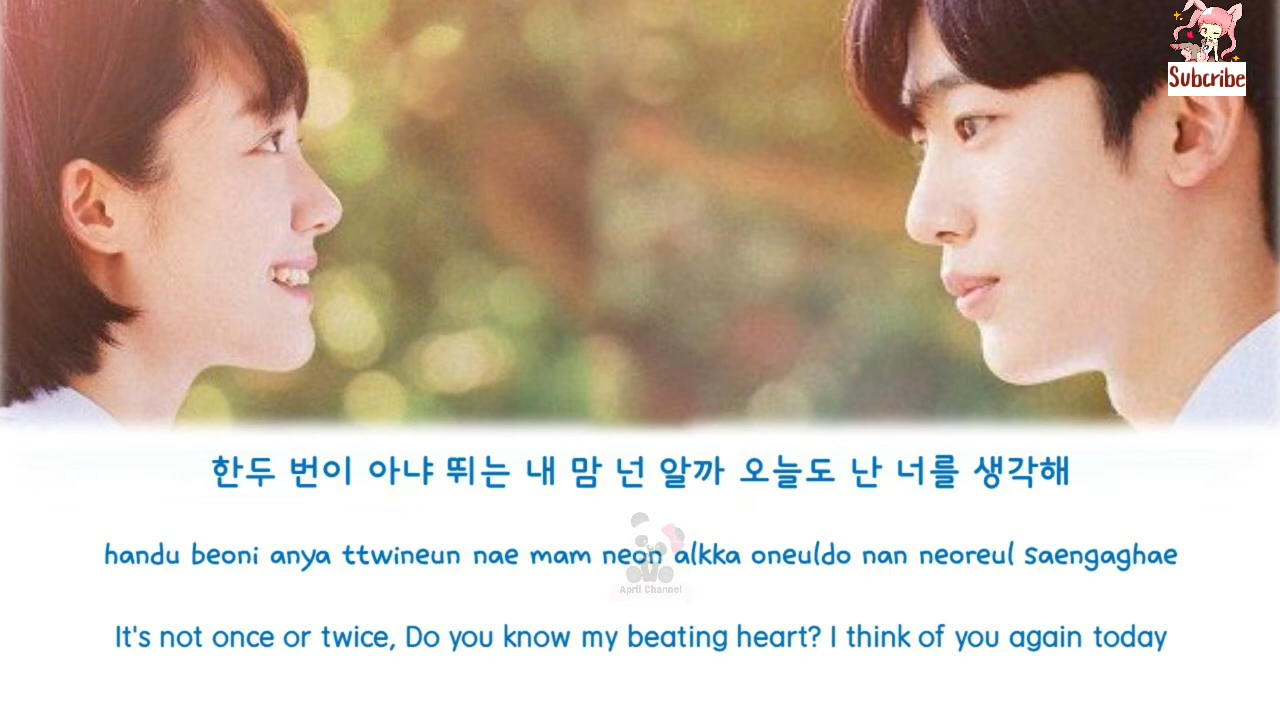 Subcribe
한두 번이 아냐 뛰는 내 맘 넌 알까 오늘도 난 너를 생각해
handu beoni anya ttwineun nae mam neon alkka oneuldo nan neoreul saengaghae
April Channel
It's not once or twice, Do you know my beating heart? I think of you again today